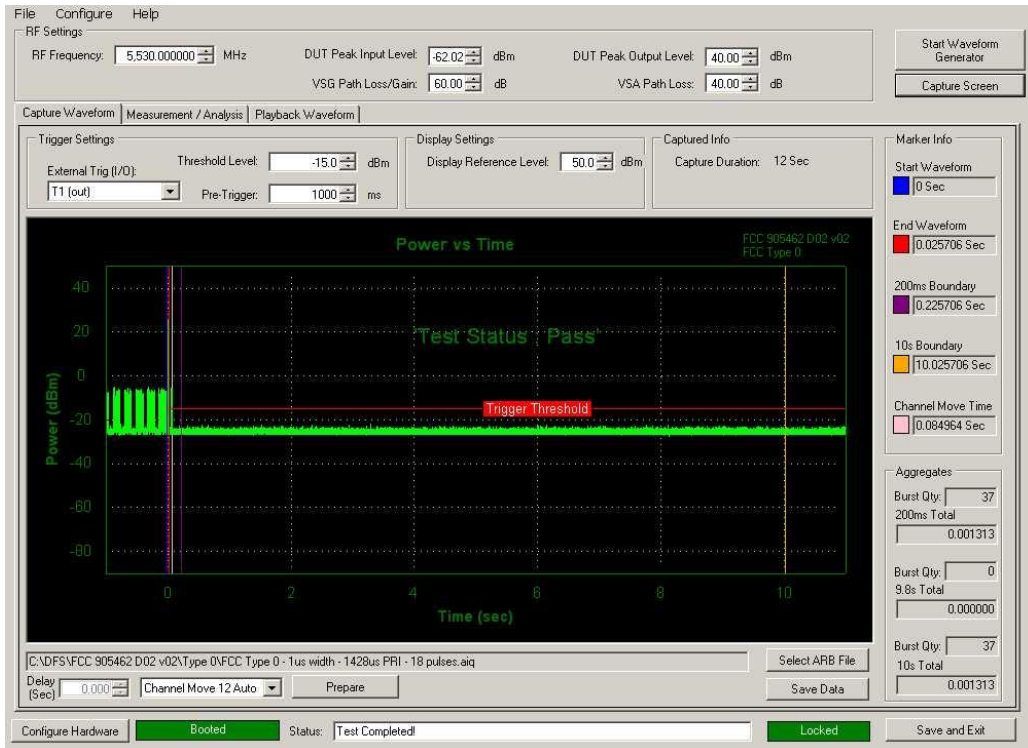 File Configure Help
RF Settings
RF Frequency: 5,530.000000 MHz
DUT Peak Input Level: -62.02 dBm
DUT Peak Output Level: 40.00 dBm
VSG Path Loss/Gain: 60.00 dB
VSA Path Loss: 40.00 dB
Start Waveform
Generator
Capture Screen
Capture Waveform Measurement / Analysis Playback Waveform
Trigger Settings
External Trig (I/O):
T1 (out)
Threshold Level: -15.0 dBm
Pre-Trigger: 1000 ms
Display Settings
Display Reference Level: 50.0 dBm
Captured Info
Capture Duration: 12 Sec
Marker Info
Start Waveform
0 Sec
End Waveform
0.025706 Sec
200ms Boundary
0.225706 Sec
10s Boundary
10.025706 Sec
Channel Move Time
0.084964 Sec
Power vs Time
FCC 905462 D02 v02
FCC Type 0
Test Status : Pass
Trigger Threshold
Power (dBm)
40
20
0
-20
-40
-60
-80
0 2 4 6 8 10
Time (sec)
Aggregates
Burst Qty: 37
200ms Total
0.001313
Burst Qty: 0
9.8s Total
0.000000
Burst Qty: 37
10s Total
0.001313
C:\DFS\FCC 905462 D02 v02\Type 0\FCC Type 0 - 1us width - 1428us PRI - 18 pulses.aiq
Select ARB File
Delay
(Sec) 0.000
Channel Move 12 Auto
Prepare
Save Data
Configure Hardware
Booted
Status: Test Completed!
Locked
Save and Exit